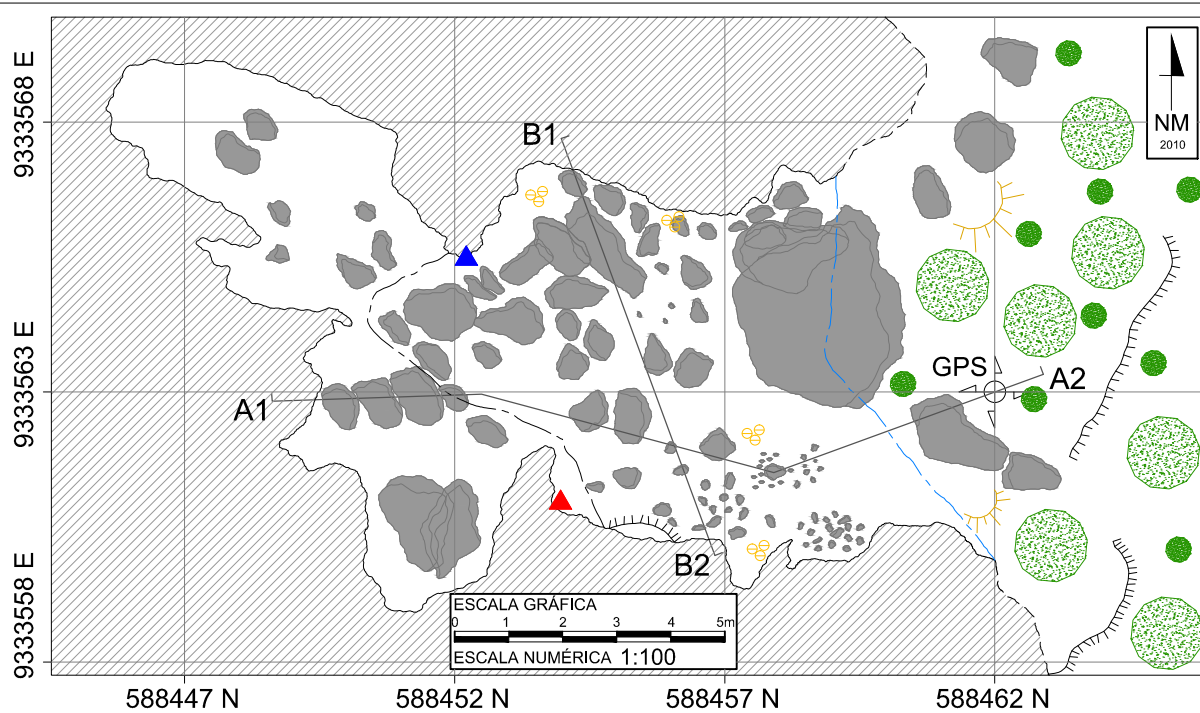 9333568 E
9333563 E
9333558 E
B1
NM
2010
GPS
A1
A2
B2
ESCALA GRÁFICA
0 1 2 3 4 5m
ESCALA NUMÉRICA 1:100
588447 N
588452 N
588457 N
588462 N